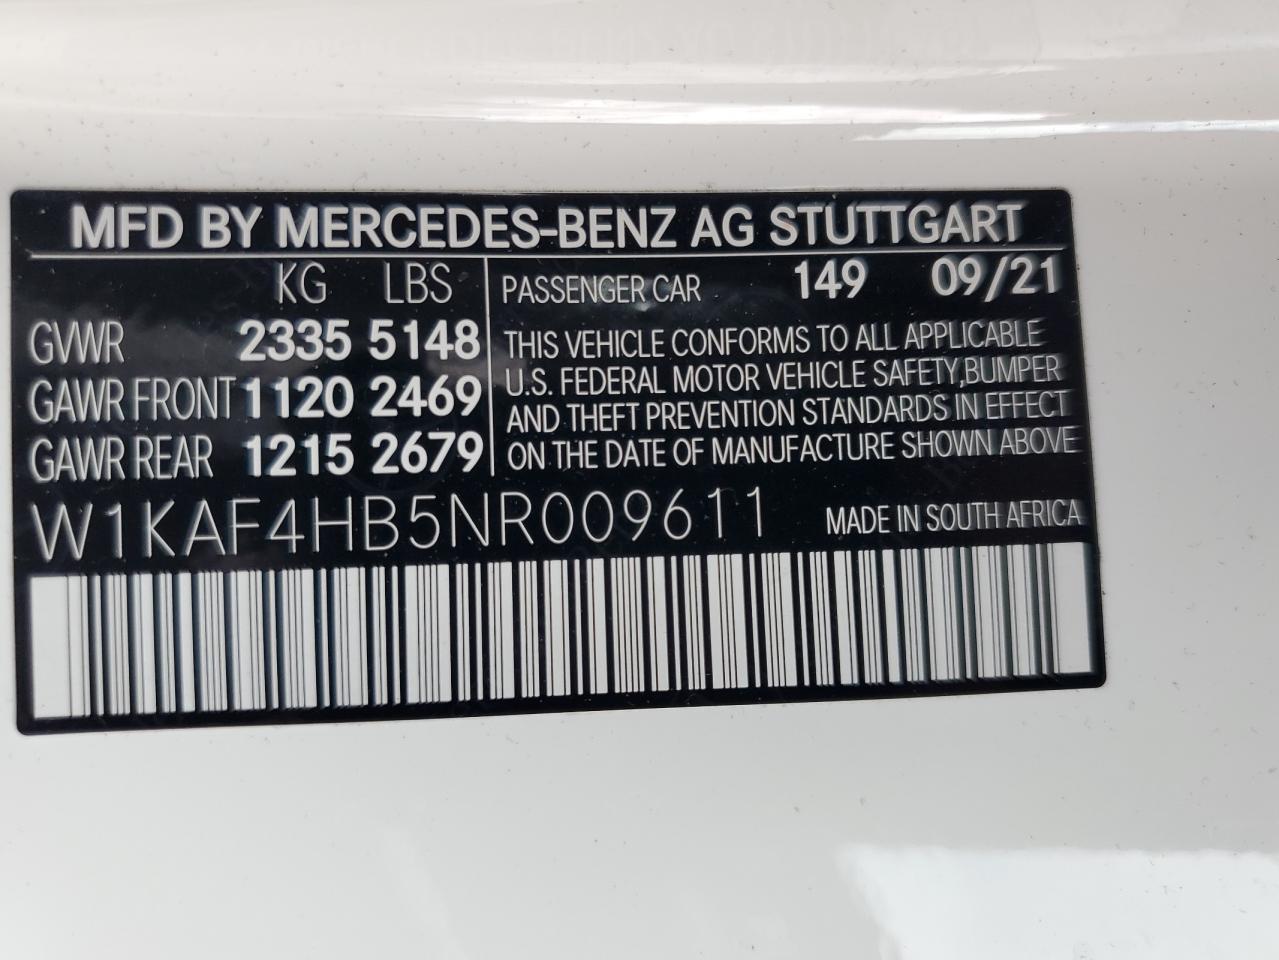 MFD BY MERCEDES-BENZ AG STUTTGART
KG LBS
GVWR 2335 5148
GAWR FRONT 1120 2469
GAWR REAR 1215 2679
PASSENGER CAR 149 09/21
THIS VEHICLE CONFORMS TO ALL APPLICABLE
U.S. FEDERAL MOTOR VEHICLE SAFETY,BUMPER
AND THEFT PREVENTION STANDARDS IN EFFECT
ON THE DATE OF MANUFACTURE SHOWN ABOVE
W1KAF4HB5NR009611 MADE IN SOUTH AFRICA